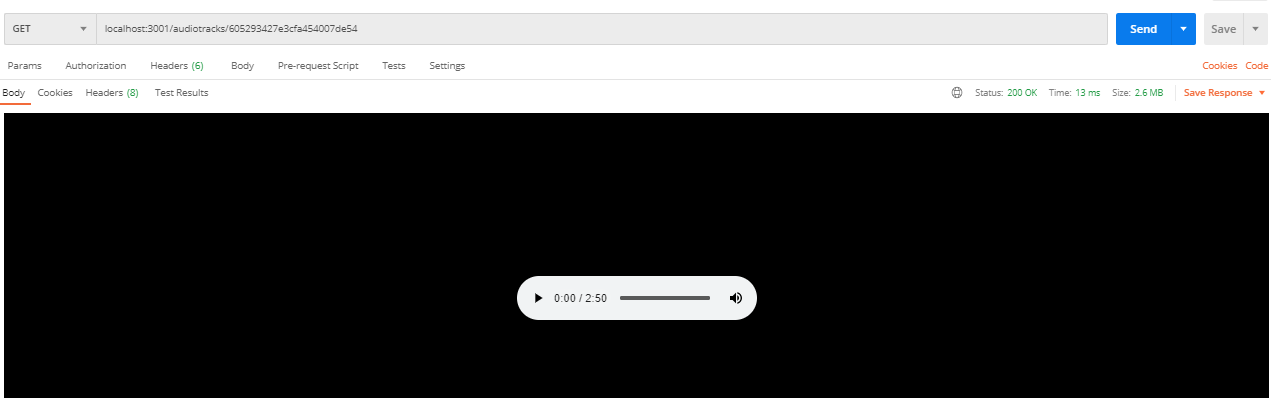 GET localhost:3001/audiotracks/605293427e3cfa454007de54 Send Save
Params Authorization Headers (6) Body Pre-request Script Tests Settings Cookies Code
Body Cookies Headers (8) Test Results Status: 200 OK Time: 13 ms Size: 2.6 MB Save Response
0:00 / 2:50